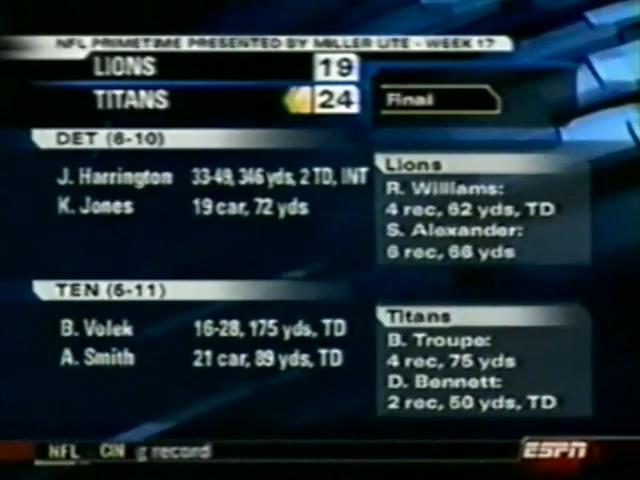 NFL PRIMETIME PRESENTED BY MILLER LITE - WEEK 17
LIONS 19
TITANS 24
Final
DET (6-10)
J. Harrington 33-49, 346 yds, 2 TD, INT
K. Jones 19 car, 72 yds
Lions
R. Williams:
4 rec, 62 yds, TD
S. Alexander:
6 rec, 66 yds
TEN (5-11)
B. Volek 16-28, 175 yds, TD
A. Smith 21 car, 89 yds, TD
Titans
B. Troupe:
4 rec, 75 yds
D. Bennett:
2 rec, 50 yds, TD
NFL CIN g record
ESPN